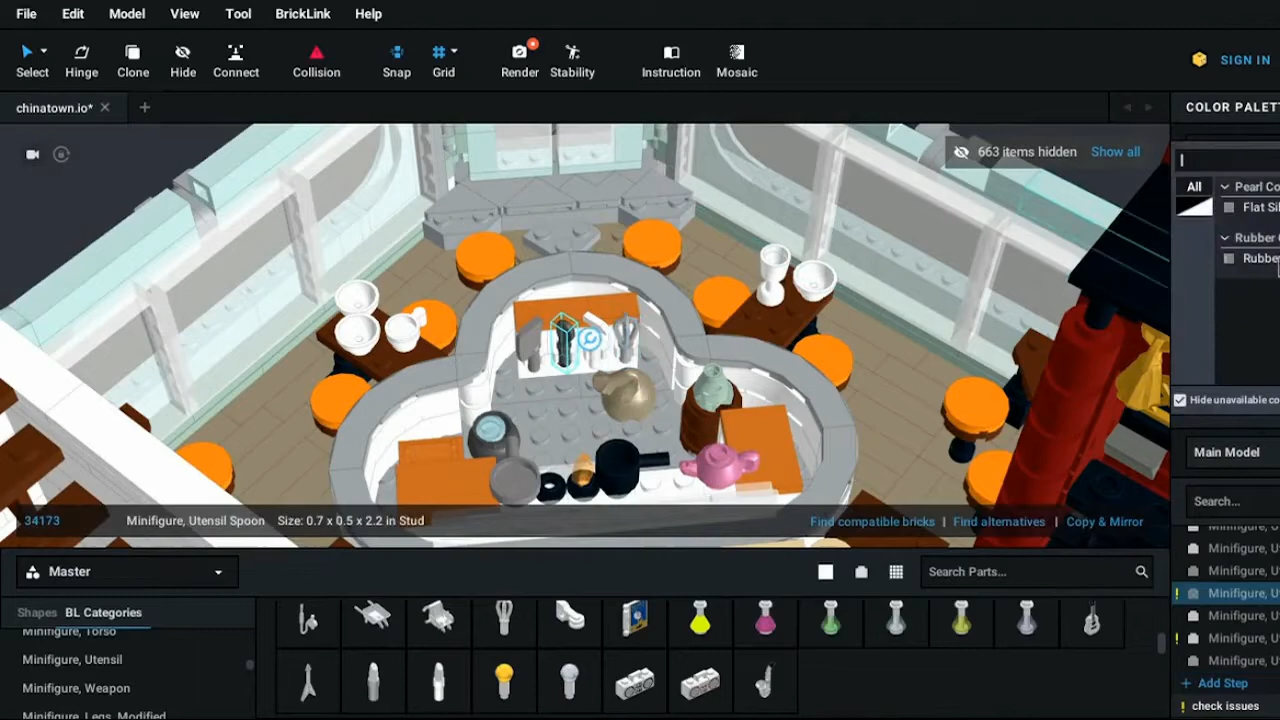 File Edit Model View Tool BrickLink Help
Select Hinge Clone Hide Connect Collision Snap Grid Render Stability Instruction Mosaic SIGN IN
chinatown.io* COLOR PALET
663 items hidden Show all
All Pearl Co
Flat Sil
Rubber
Rubbe
Hide unavailable co
Main Model
Search...
34173 Minifigure, Utensil Spoon Size: 0.7 x 0.5 x 2.2 in Stud Find compatible bricks | Find alternatives | Copy & Mirror
Minifigure, U
Minifigure, U
Minifigure, U
Minifigure, U
Minifigure, U
Minifigure, U
Minifigure, U
Add Step
check issues
Master Search Parts...
Shapes BL Categories
Minifigure, Torso
Minifigure, Utensil
Minifigure, Weapon
Minifigure, Legs, Modified